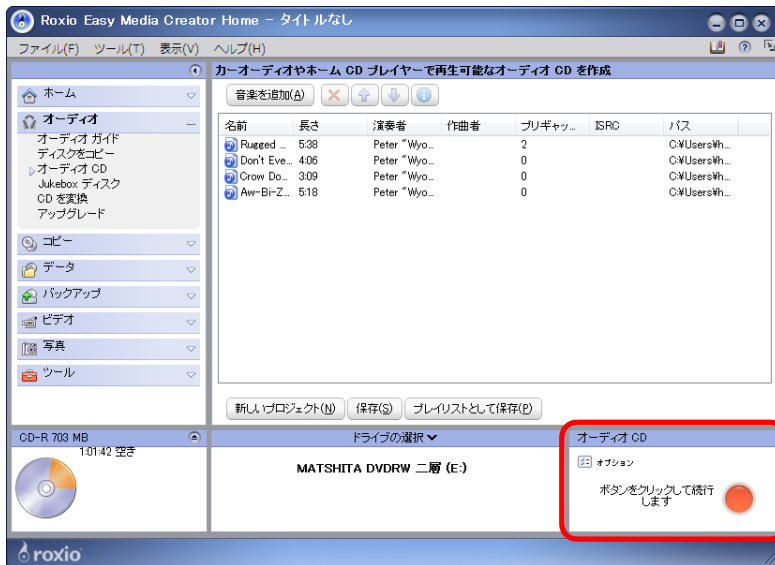 Roxio Easy Media Creator Home - タイトルなし
ファイル(F) ツール(T) 表示(V) ヘルプ(H)
カーオーディオやホーム CD プレイヤーで再生可能なオーディオ CD を作成
ホーム
オーディオ
オーディオ ガイド
ディスクをコピー
オーディオ CD
Jukebox ディスク
CD を変換
アップグレード
コピー
データ
バックアップ
ビデオ
写真
ツール
音楽を追加(A)
名前 長さ 演奏者 作曲者 プリギャッ... ISRC パス
Rugged ... 5:38 Peter "Wyo... 2 C:¥Users¥h...
Don't Eve... 4:06 Peter "Wyo... 0 C:¥Users¥h...
Crow Do... 3:09 Peter "Wyo... 0 C:¥Users¥h...
Aw-Bi-Z... 5:18 Peter "Wyo... 0 C:¥Users¥h...
新しいプロジェクト(N) 保存(S) プレイリストとして保存(P)
CD-R 703 MB
1:01:42 空き
ドライブの選択
MATSHITA DVDRW 二層 (E:)
オーディオ CD
オプション
ボタンをクリックして続行
します
roxio